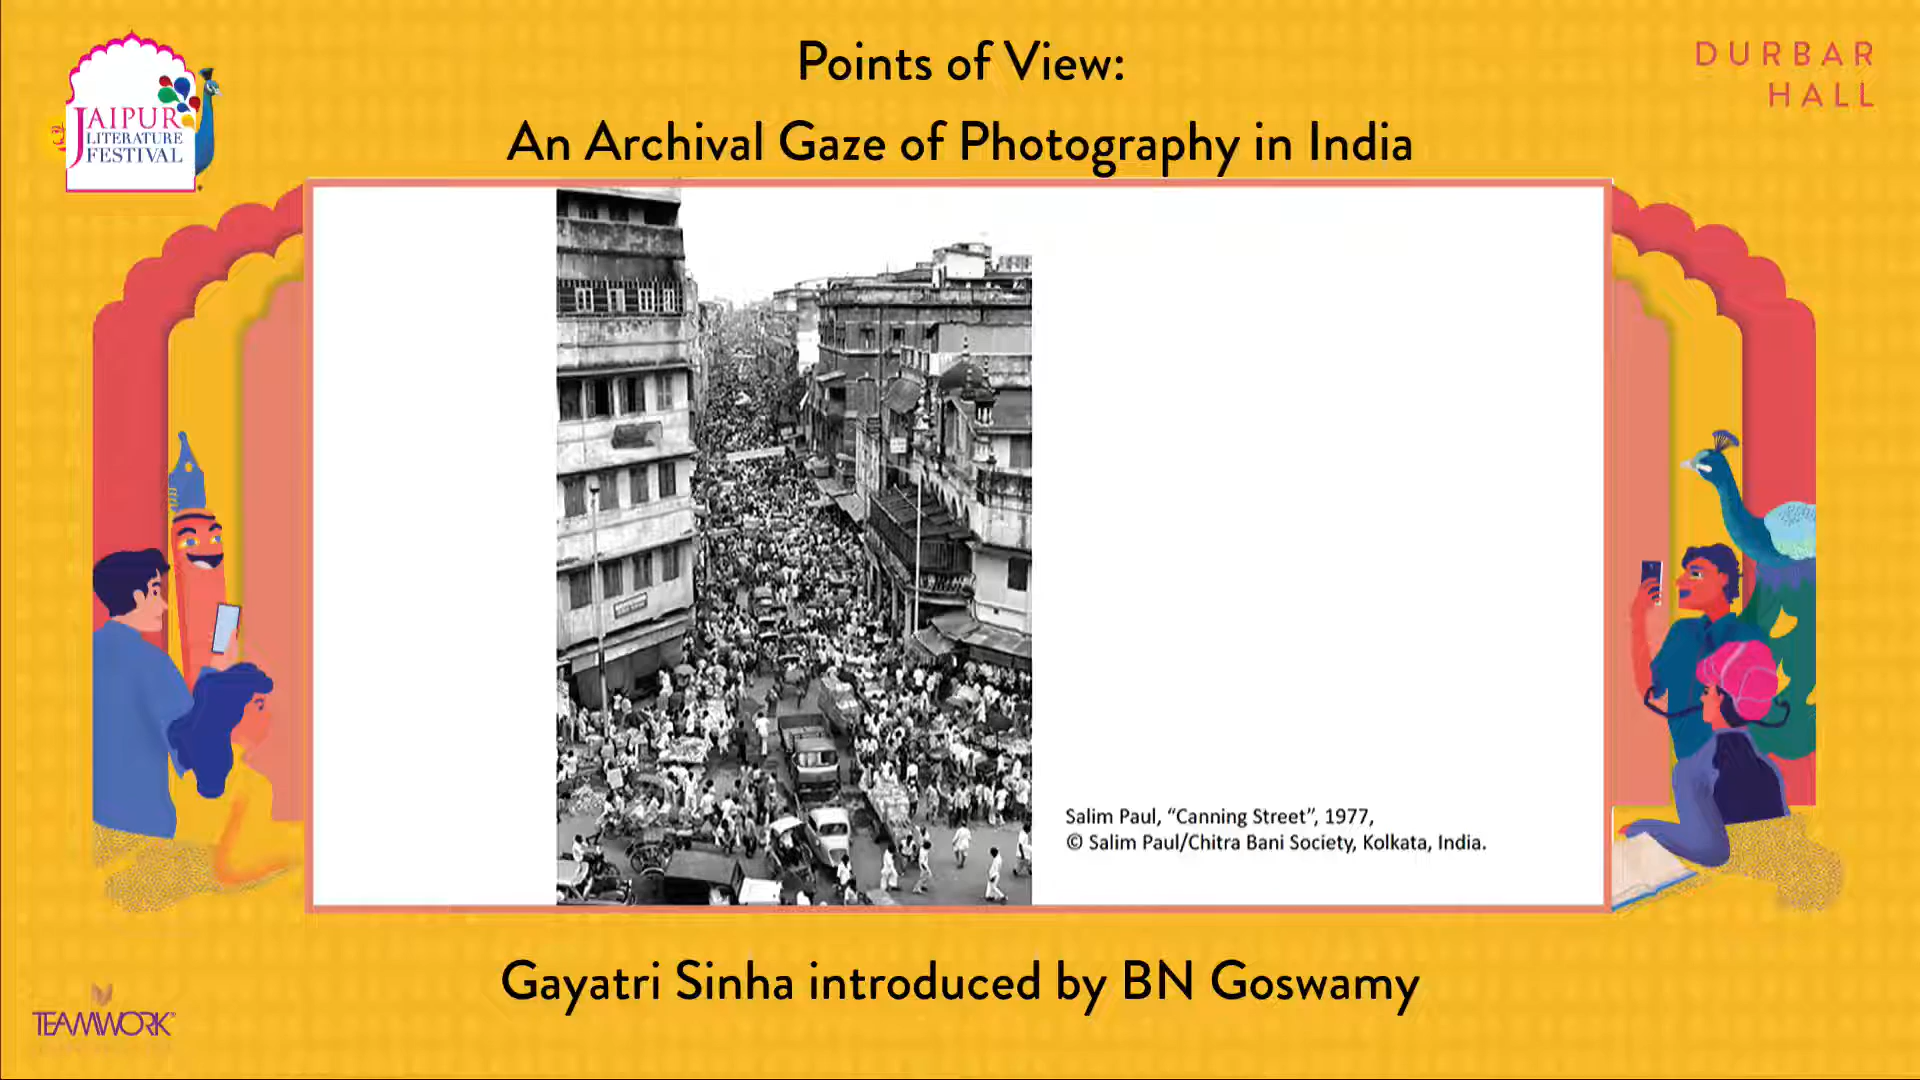 Points of View:
An Archival Gaze of Photography in India
DURBAR
HALL
JAIPUR
LITERATURE
FESTIVAL
Salim Paul, “Canning Street”, 1977,
© Salim Paul/Chitra Bani Society, Kolkata, India.
Gayatri Sinha introduced by BN Goswamy
TEAMWORK